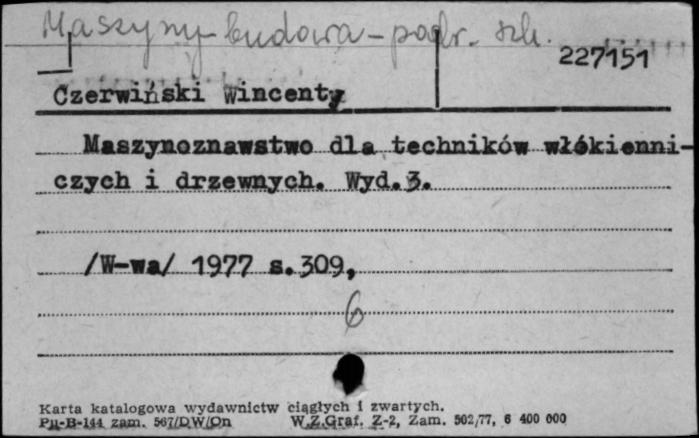 Maszyny - budowa - podr. szk.
227151
Czerwiński Wincenty
Maszynoznawstwo dla techników włókienni-
czych i drzewnych. Wyd.3.
/W-wa/ 1977 s.309,
6
Karta katalogowa wydawnictw ciągłych i zwartych.
Pu-B-144 zam. 567/DW/On W.Z.Graf. Z-2, Zam. 502/77, 6 400 000